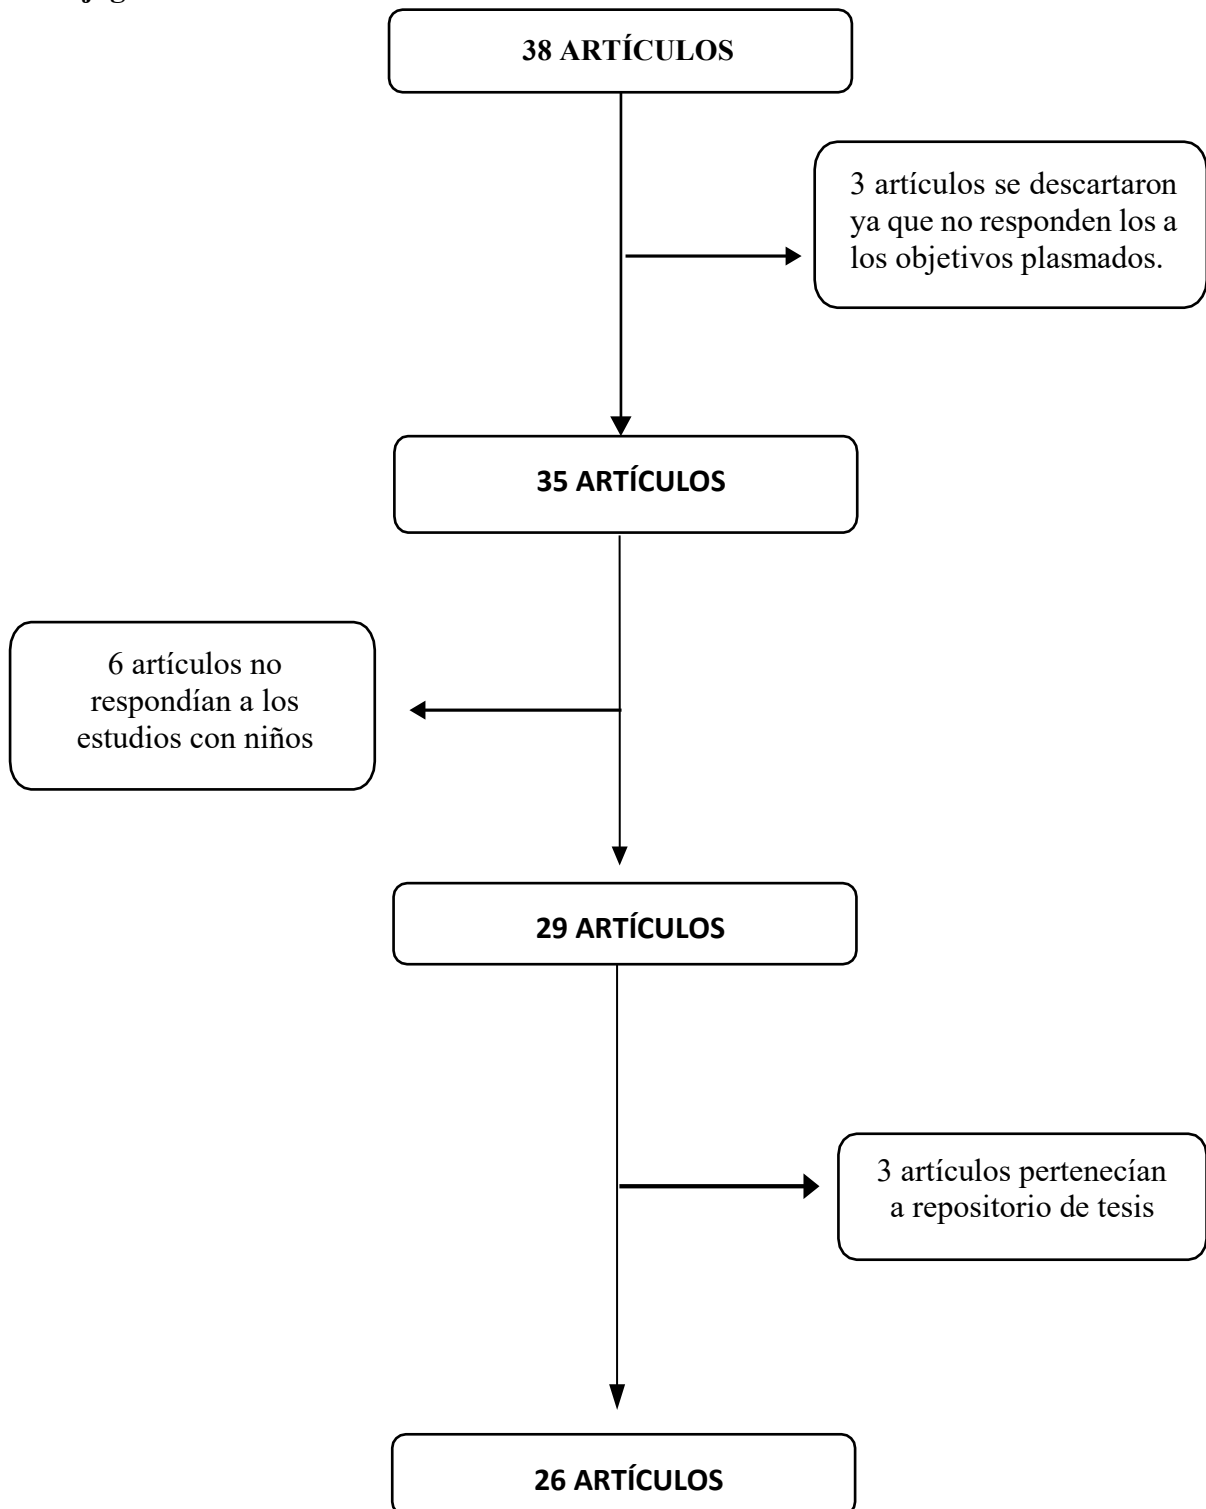 38 ARTÍCULOS
3 artículos se descartaron
ya que no responden los a
los objetivos plasmados.
35 ARTÍCULOS
6 artículos no
respondían a los
estudios con niños
29 ARTÍCULOS
3 artículos pertenecían
a repositorio de tesis
26 ARTÍCULOS